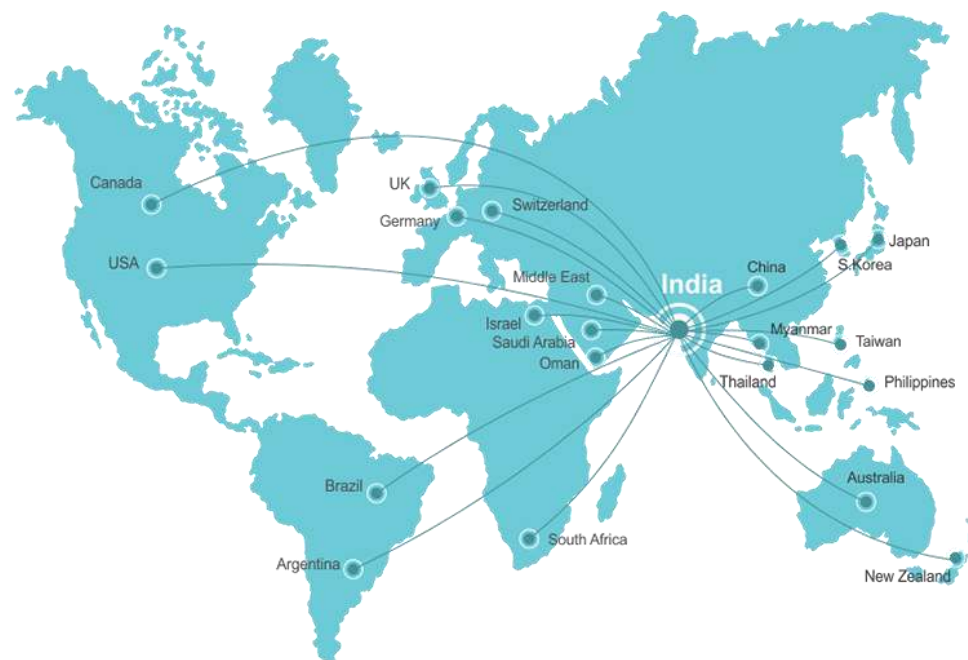 Canada
UK
Switzerland
Germany
Japan
S.Korea
USA
China
Middle East
India
Israel
Myanmar
Saudi Arabia
Taiwan
Oman
Thailand
Philippines
Brazil
Australia
South Africa
Argentina
New Zealand